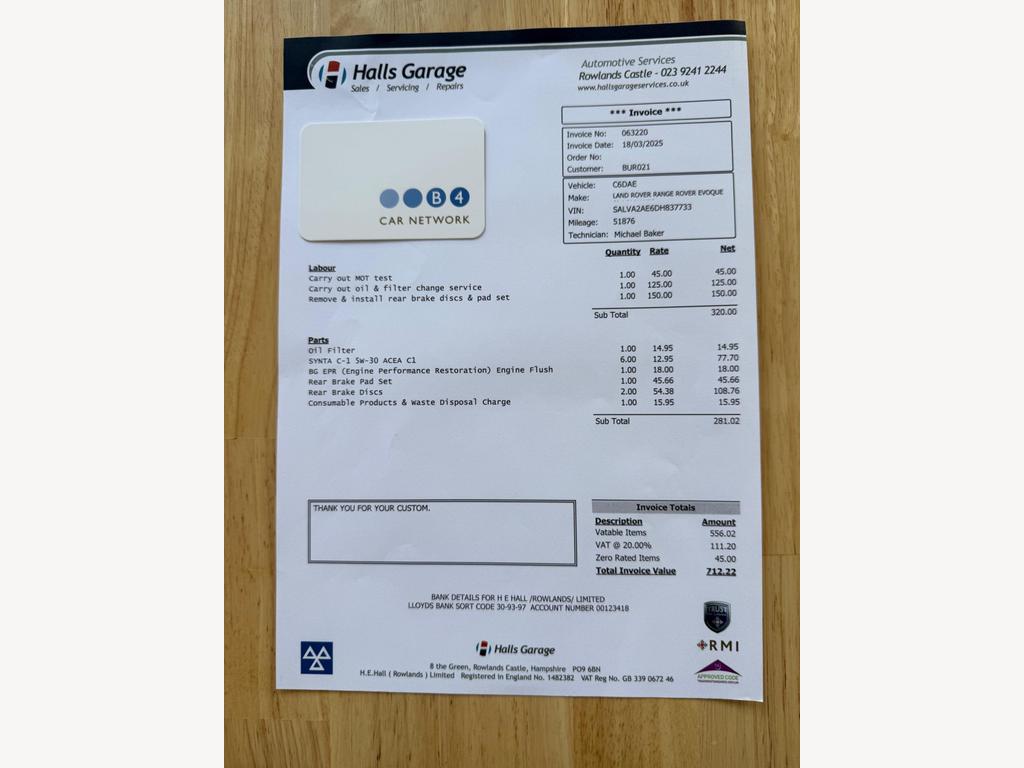 Halls Garage
Sales / Servicing / Repairs
Automotive Services
Rowlands Castle - 023 9241 2244
www.hallsgarageservices.co.uk
*** Invoice ***
Invoice No: 063220
Invoice Date: 18/03/2025
Order No:
Customer: BUR021
Vehicle: C6DAE
Make: LAND ROVER RANGE ROVER EVOQUE
VIN: SALVA2AE6DH837733
Mileage: 51876
Technician: Michael Baker
B4
CAR NETWORK
Quantity Rate Net
Labour
Carry out MOT test 1.00 45.00 45.00
Carry out oil & filter change service 1.00 125.00 125.00
Remove & install rear brake discs & pad set 1.00 150.00 150.00
Sub Total 320.00
Parts
Oil Filter 1.00 14.95 14.95
SYNTA C-1 5W-30 ACEA C1 6.00 12.95 77.70
BG EPR (Engine Performance Restoration) Engine Flush 1.00 18.00 18.00
Rear Brake Pad Set 1.00 45.66 45.66
Rear Brake Discs 2.00 54.38 108.76
Consumable Products & Waste Disposal Charge 1.00 15.95 15.95
Sub Total 281.02
THANK YOU FOR YOUR CUSTOM.
Invoice Totals
Description Amount
Vatable Items 556.02
VAT @ 20.00% 111.20
Zero Rated Items 45.00
Total Invoice Value 712.22
BANK DETAILS FOR H E HALL /ROWLANDS/ LIMITED
LLOYDS BANK SORT CODE 30-93-97 ACCOUNT NUMBER 00123418
TRUST
RMI
Halls Garage
8 the Green, Rowlands Castle, Hampshire PO9 6BN
H.E.Hall ( Rowlands ) Limited Registered in England No. 1482382 VAT Reg No. GB 339 0672 46
APPROVED CODE